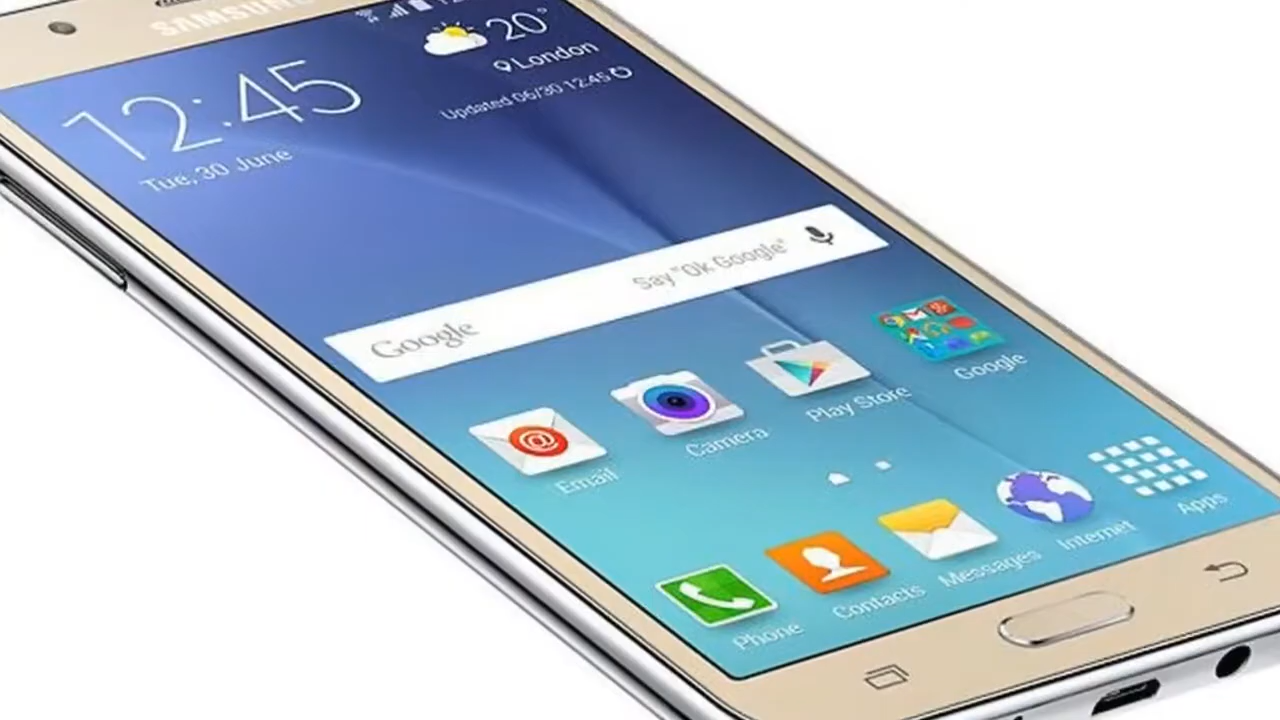 SAMSUNG
12:45
Tue, 30 June
20°
London
Updated 06/30 12:45
Google
Say "Ok Google"
Email
Camera
Play Store
Google
Phone
Contacts
Messages
Internet
Apps